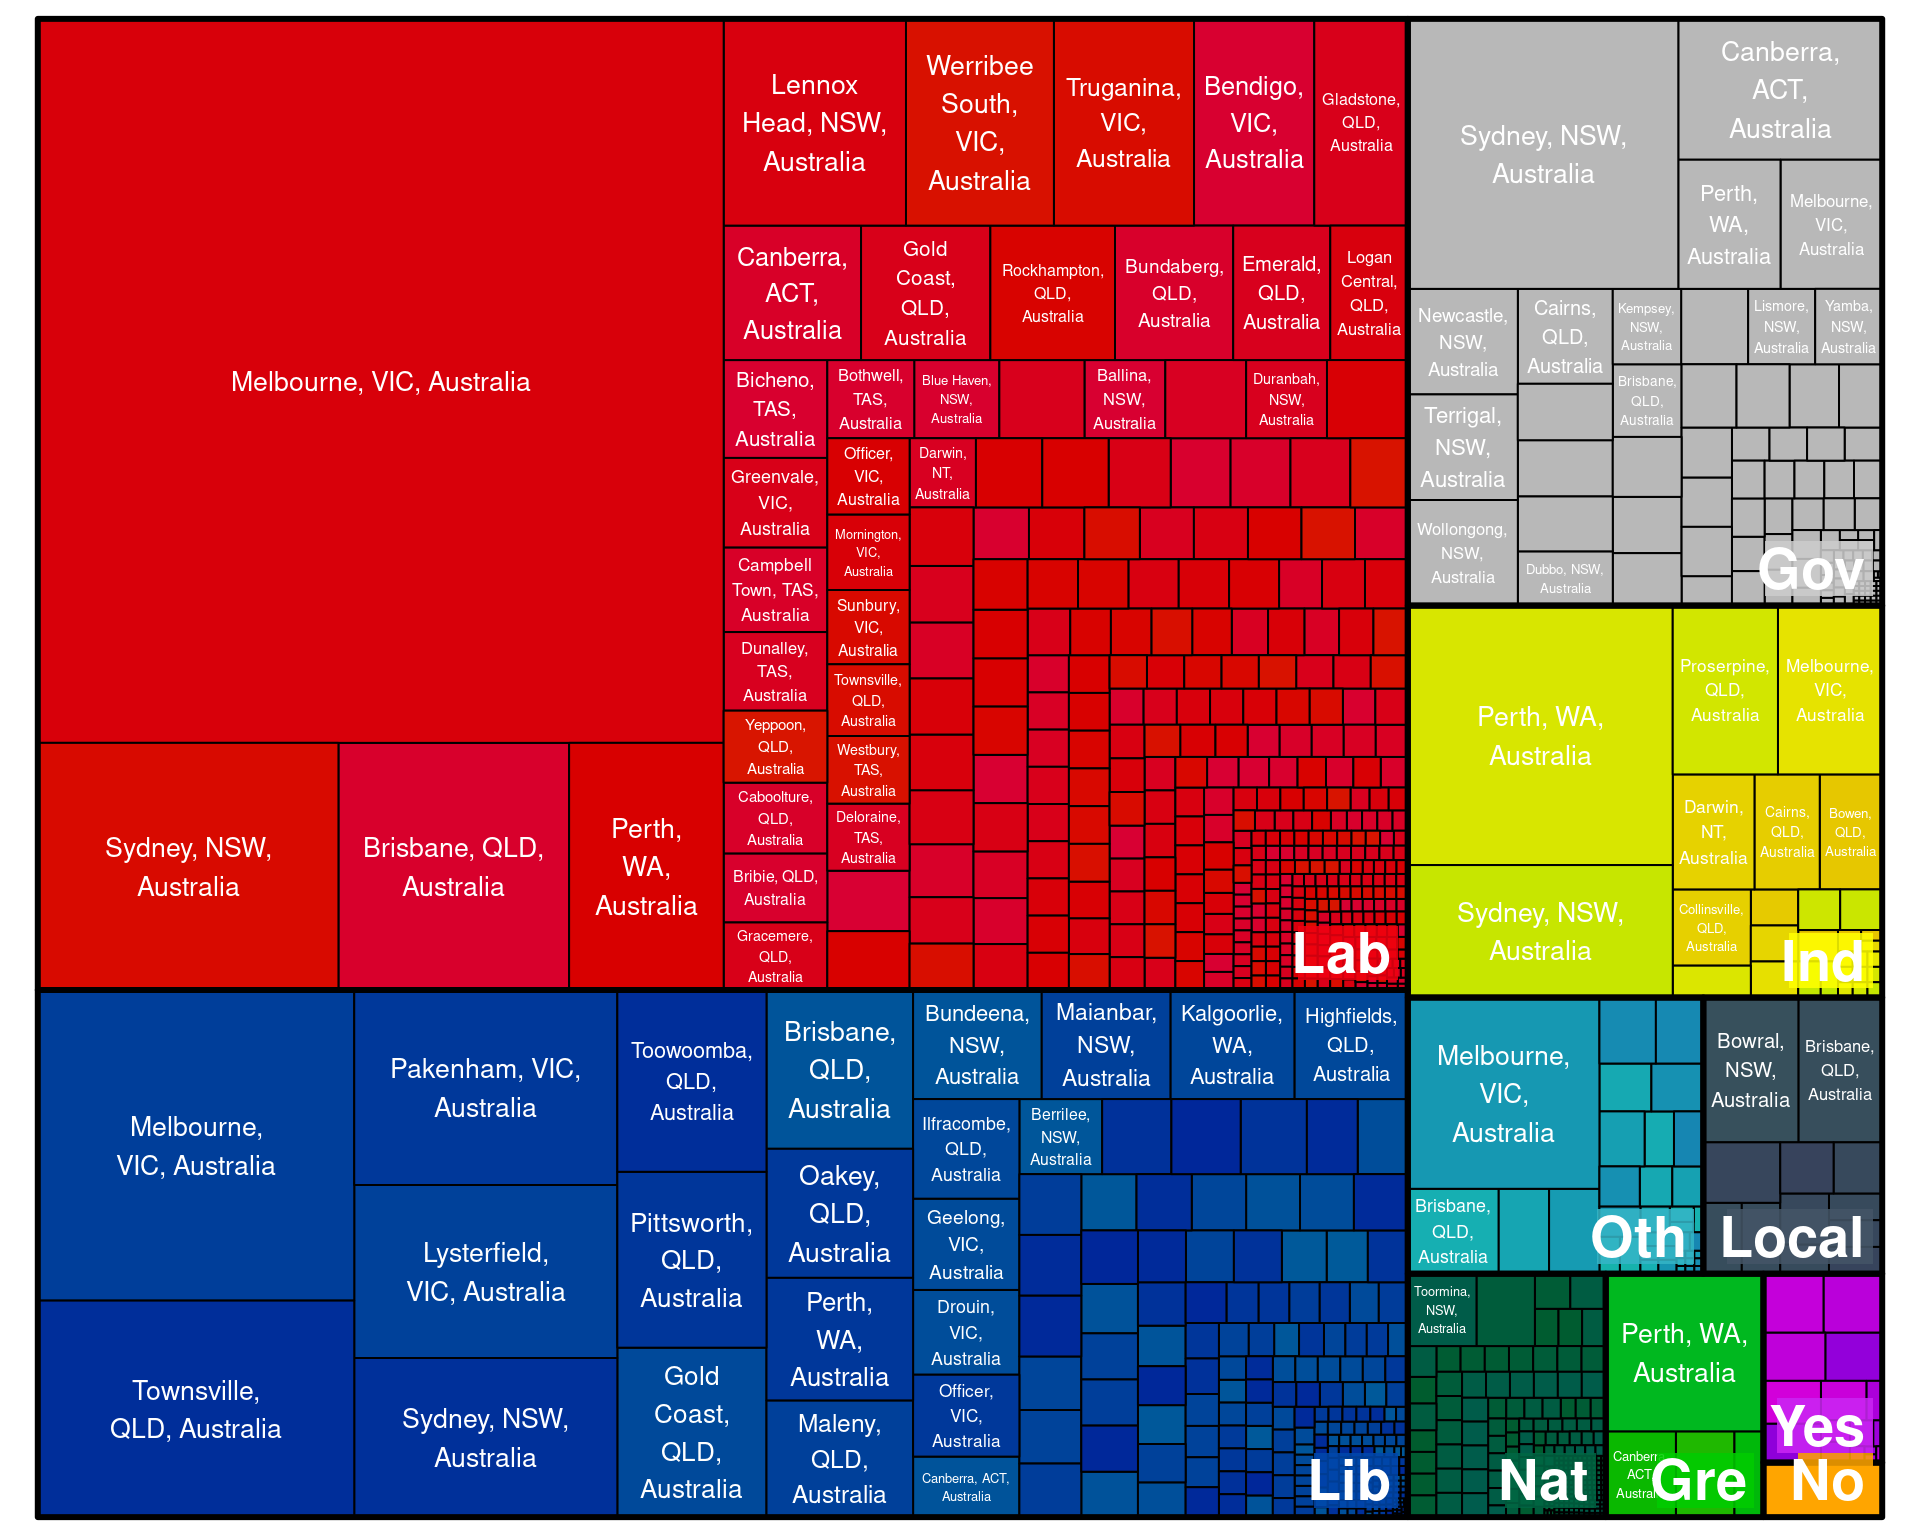 Melbourne, VIC, Australia
Sydney, NSW,
Australia
Brisbane, QLD,
Australia
Perth,
WA,
Australia
Lennox
Head, NSW,
Australia
Werribee
South,
VIC,
Australia
Truganina,
VIC,
Australia
Bendigo,
VIC,
Australia
Gladstone,
QLD,
Australia
Canberra,
ACT,
Australia
Gold
Coast,
QLD,
Australia
Rockhampton,
QLD,
Australia
Bundaberg,
QLD,
Australia
Emerald,
QLD,
Australia
Logan
Central,
QLD,
Australia
Bicheno,
TAS,
Australia
Greenvale,
VIC,
Australia
Campbell
Town, TAS,
Australia
Dunalley,
TAS,
Australia
Yeppoon,
QLD,
Australia
Caboolture,
QLD,
Australia
Bribie, QLD,
Australia
Gracemere,
QLD,
Australia
Bothwell,
TAS,
Australia
Blue Haven,
NSW,
Australia
Ballina,
NSW,
Australia
Duranbah,
NSW,
Australia
Officer,
VIC,
Australia
Darwin,
NT,
Australia
Mornington,
VIC,
Australia
Sunbury,
VIC,
Australia
Townsville,
QLD,
Australia
Westbury,
TAS,
Australia
Deloraine,
TAS,
Australia
Lab
Sydney, NSW,
Australia
Canberra,
ACT,
Australia
Perth,
WA,
Australia
Melbourne,
VIC,
Australia
Newcastle,
NSW,
Australia
Terrigal,
NSW,
Australia
Wollongong,
NSW,
Australia
Cairns,
QLD,
Australia
Dubbo, NSW,
Australia
Kempsey,
NSW,
Australia
Brisbane,
QLD,
Australia
Lismore,
NSW,
Australia
Yamba,
NSW,
Australia
Gov
Perth, WA,
Australia
Sydney, NSW,
Australia
Proserpine,
QLD,
Australia
Melbourne,
VIC,
Australia
Darwin,
NT,
Australia
Cairns,
QLD,
Australia
Bowen,
QLD,
Australia
Collinsville,
QLD,
Australia
Ind
Melbourne,
VIC, Australia
Townsville,
QLD, Australia
Pakenham, VIC,
Australia
Lysterfield,
VIC, Australia
Sydney, NSW,
Australia
Toowoomba,
QLD,
Australia
Pittsworth,
QLD,
Australia
Gold
Coast,
QLD,
Australia
Brisbane,
QLD,
Australia
Oakey,
QLD,
Australia
Perth,
WA,
Australia
Maleny,
QLD,
Australia
Bundeena,
NSW,
Australia
Maianbar,
NSW,
Australia
Kalgoorlie,
WA,
Australia
Highfields,
QLD,
Australia
Ilfracombe,
QLD,
Australia
Berrilee,
NSW,
Australia
Geelong,
VIC,
Australia
Drouin,
VIC,
Australia
Officer,
VIC,
Australia
Canberra, ACT,
Australia
Lib
Melbourne,
VIC,
Australia
Brisbane,
QLD,
Australia
Oth
Bowral,
NSW,
Australia
Brisbane,
QLD,
Australia
Local
Toormina,
NSW,
Australia
Nat
Perth, WA,
Australia
ACT
Gre
Yes
No